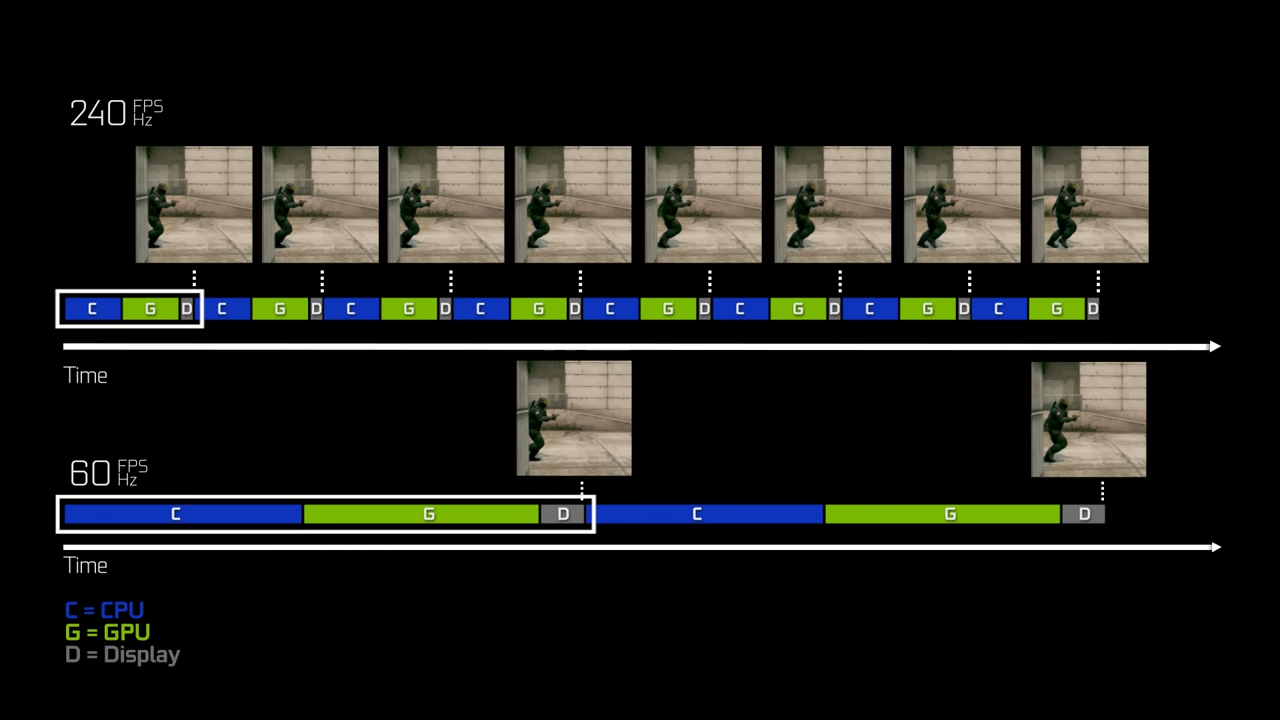 240 FPS
Hz
C G D C G D C G D C G D C G D C G D C G D C G D
Time
60 FPS
Hz
C G D C G D
Time
C = CPU
G = GPU
D = Display